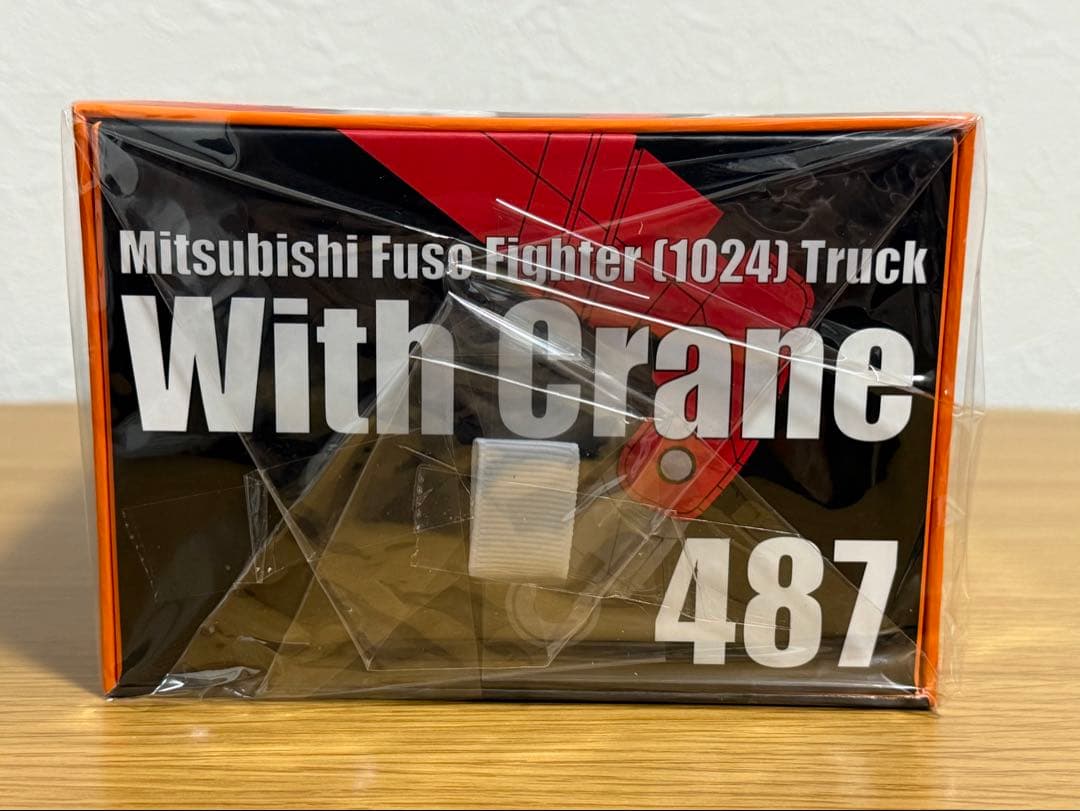 Mitsubishi Fuso Fighter (1024) Truck
With Crane
487